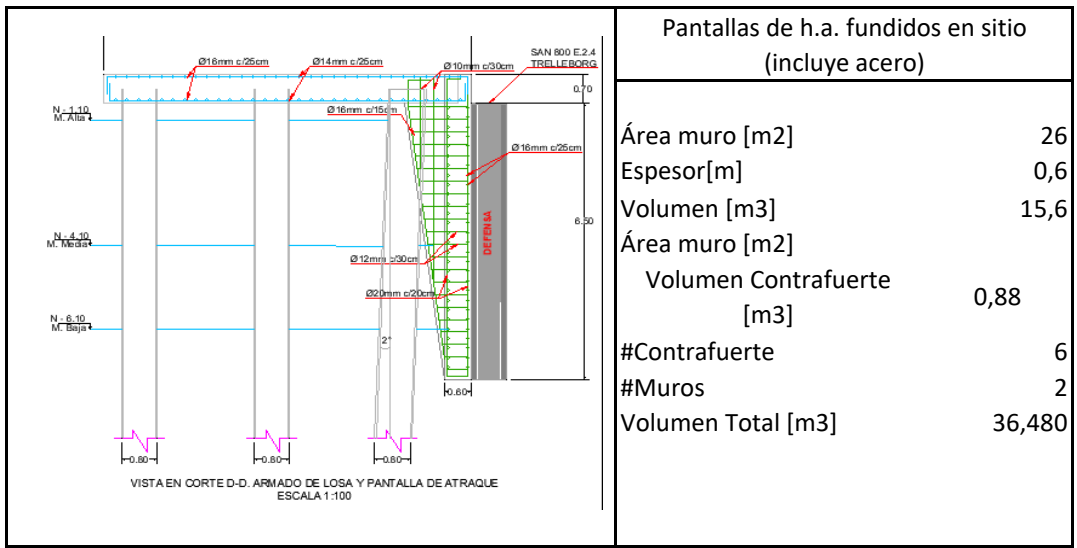 SAN 800 E.2.4
TRELLEBORG
Ø16mm c/25cm
Ø14mm c/25cm
Ø10mm c/30cm
0.70
N - 1.10
M. Alta
Ø16mm c/15cm
Ø16mm c/25cm
DEFENSA
6.50
N - 4.10
M. Media
Ø12mm c/30cm
Ø20mm c/20cm
N - 6.10
M. Baja
2°
0.60
0.80
0.80
0.80
VISTA EN CORTE D-D. ARMADO DE LOSA Y PANTALLA DE ATRAQUE
ESCALA 1:100
Pantallas de h.a. fundidos en sitio
(incluye acero)
Área muro [m2] 26
Espesor[m] 0,6
Volumen [m3] 15,6
Área muro [m2]
Volumen Contrafuerte
[m3] 0,88
#Contrafuerte 6
#Muros 2
Volumen Total [m3] 36,480